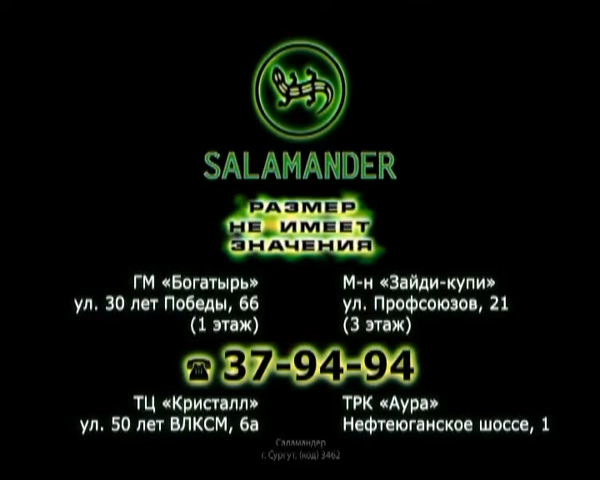 SALAMANDER
РАЗМЕР
НЕ ИМЕЕТ
ЗНАЧЕНИЯ
ГМ «Богатырь»
ул. 30 лет Победы, 66
(1 этаж)
М-н «Зайди-купи»
ул. Профсоюзов, 21
(3 этаж)
37-94-94
ТЦ «Кристалл»
ул. 50 лет ВЛКСМ, 6а
ТРК «Аура»
Нефтеюганское шоссе, 1
Саламандер
г. Сургут, (код) 3462